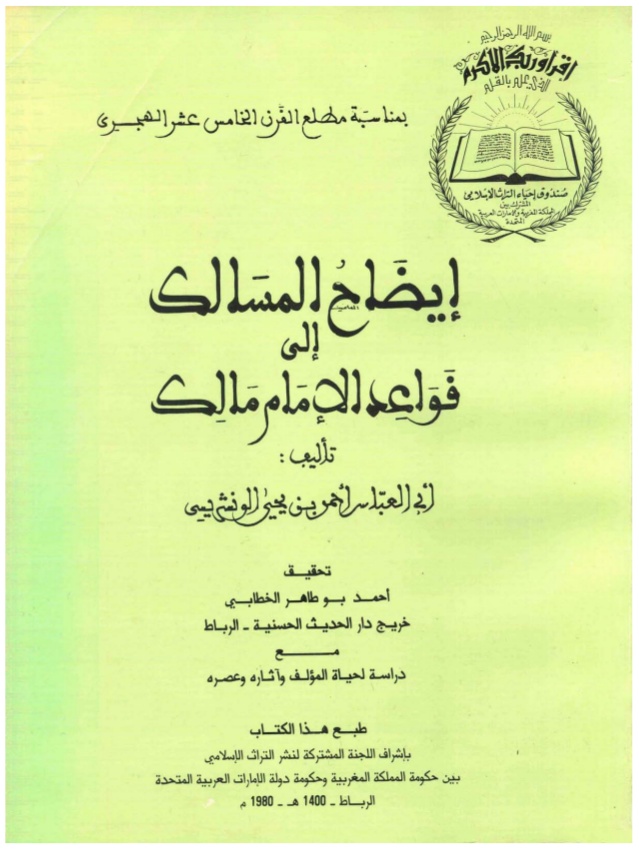 بسم الله الرحمن الرحيم
اقرأ وربك الأكرم
الذي علم بالقلم
صندوق إحياء التراث الإسلامي
المشترك بين
المملكة المغربية والإمارات العربية
المتحدة
بمناسبة مطلع القرن الخامس عشر الهجري
إيضاح المسالك
إلى
قواعد الإمام مالك
تأليف :
أبي العباس أحمد بن يحيى الونشريسي
تحقيق
أحمد بو طاهر الخطابي
خريج دار الحديث الحسنية - الرباط
مع
دراسة لحياة المؤلف وآثاره وعصره
طبع هذا الكتاب
بإشراف اللجنة المشتركة لنشر التراث الإسلامي
بين حكومة المملكة المغربية وحكومة دولة الإمارات العربية المتحدة
الرباط - 1400 هـ - 1980 م